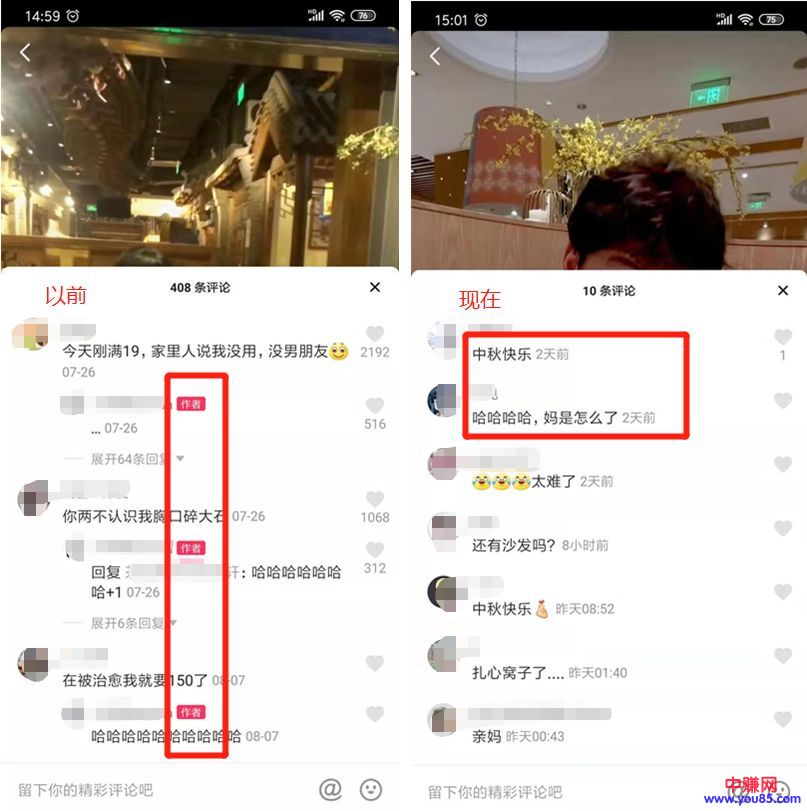 14:59
HD
76
以前
408 条评论
今天刚满19，家里人说我没用，没男朋友
07-26
2192
作者
... 07-26
516
展开64条回复
你两不认识我胸口碎大石 07-26
1068
作者
回复
：哈哈哈哈哈哈
哈+1 07-26
312
展开6条回复
在被治愈我就要150了 08-07
作者
哈哈哈哈哈哈哈哈哈哈 08-07
留下你的精彩评论吧
@
15:01
HD
75
现在
10 条评论
中秋快乐 2天前
1
哈哈哈哈，妈是怎么了 2天前
太难了 2天前
还有沙发吗？ 8小时前
中秋快乐 昨天08:52
扎心窝子了.... 昨天01:40
亲妈 昨天00:43
留下你的精彩评论吧
中赚网
www.you85.com